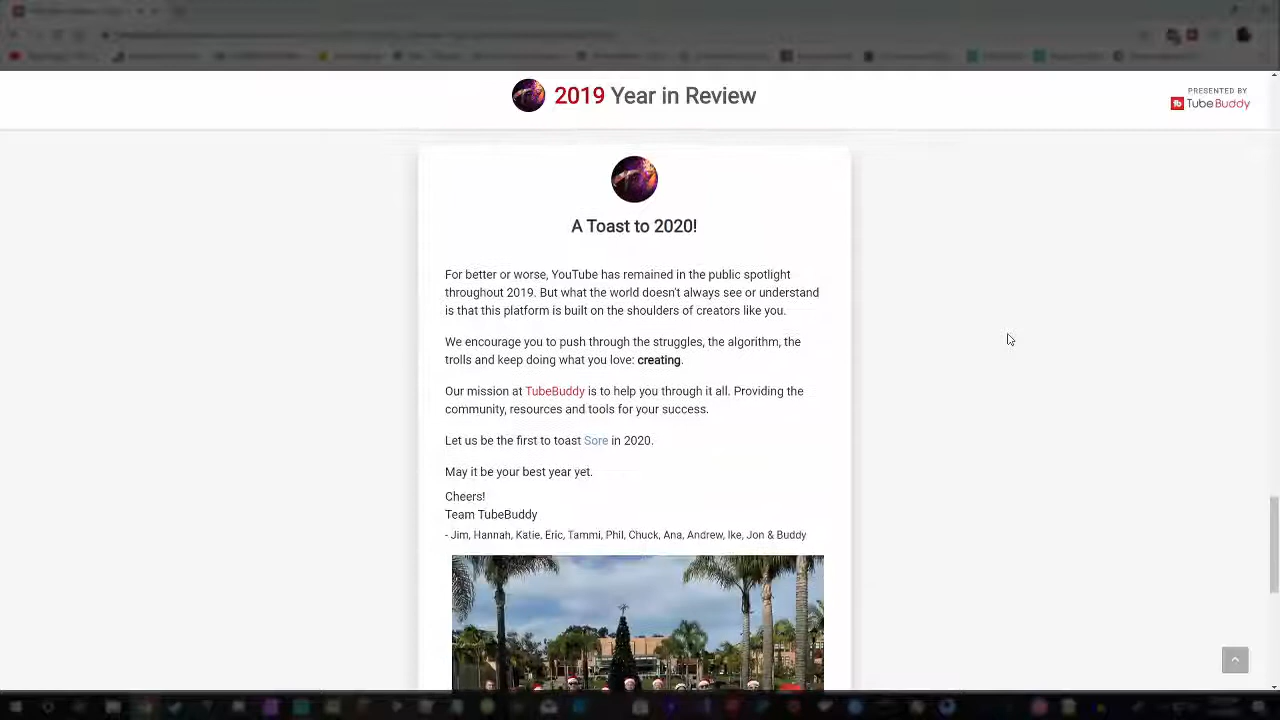 2019 Year in Review
PRESENTED BY
TubeBuddy
A Toast to 2020!
For better or worse, YouTube has remained in the public spotlight
throughout 2019. But what the world doesn't always see or understand
is that this platform is built on the shoulders of creators like you.
We encourage you to push through the struggles, the algorithm, the
trolls and keep doing what you love: creating.
Our mission at TubeBuddy is to help you through it all. Providing the
community, resources and tools for your success.
Let us be the first to toast Sore in 2020.
May it be your best year yet.
Cheers!
Team TubeBuddy
- Jim, Hannah, Katie, Eric, Tammi, Phil, Chuck, Ana, Andrew, Ike, Jon & Buddy